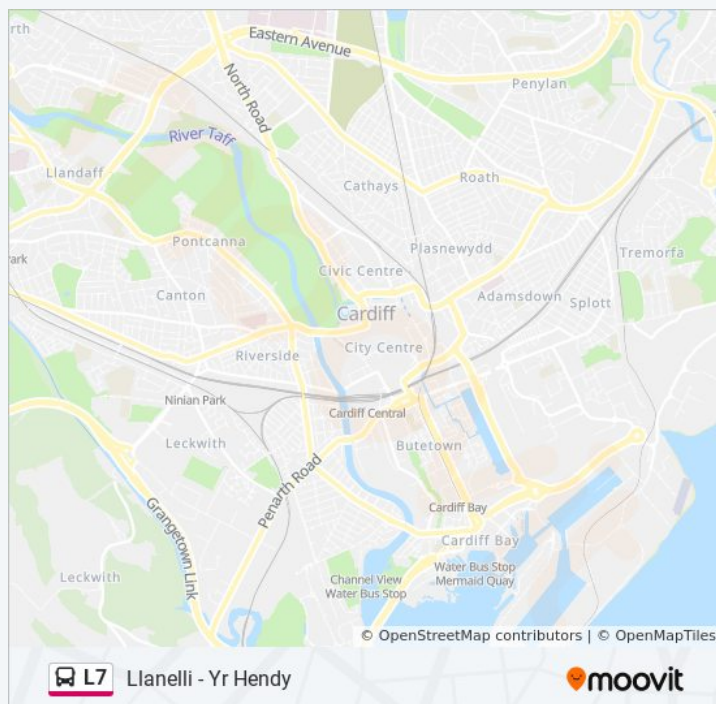 rth
Eastern Avenue
North Road
Penylan
River Taff
Llandaff
Cathays
Roath
Pontcanna
Plasnewydd
Tremorfa
Civic Centre
ark
Canton
Adamsdown
Splott
Cardiff
City Centre
Riverside
Ninian Park
Cardiff Central
Leckwith
Butetown
Penarth Road
Grangetown Link
Cardiff Bay
Cardiff Bay
Leckwith
Channel View
Water Bus Stop
Water Bus Stop
Mermaid Quay
© OpenStreetMap contributors | © OpenMapTiles
L7 Llanelli - Yr Hendy
moovit